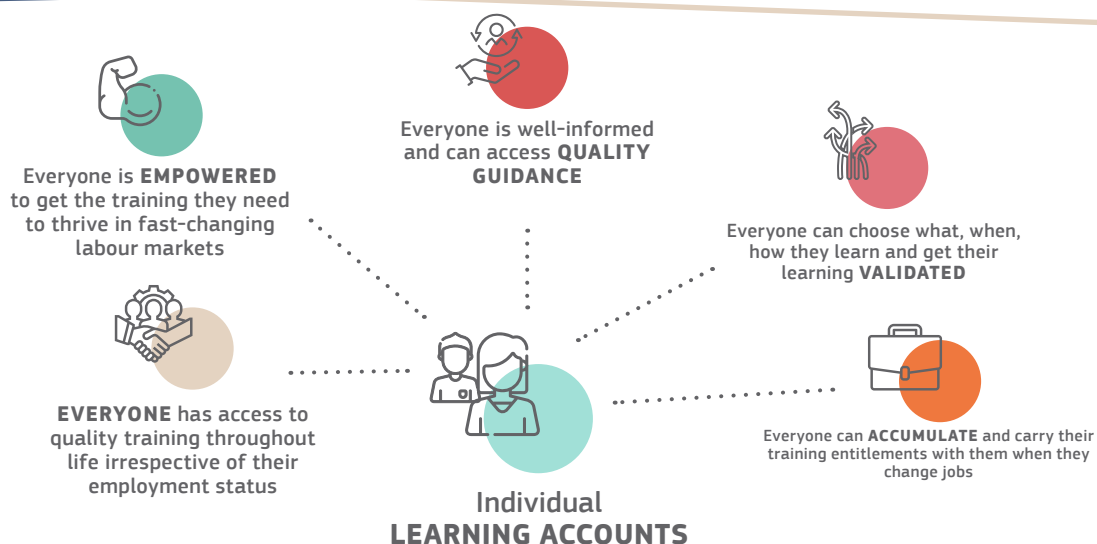 Everyone is EMPOWERED
to get the training they need
to thrive in fast-changing
labour markets
Everyone is well-informed
and can access QUALITY
GUIDANCE
Everyone can choose what, when,
how they learn and get their
learning VALIDATED
EVERYONE has access to
quality training throughout
life irrespective of their
employment status
Everyone can ACCUMULATE and carry their
training entitlements with them when they
change jobs
Individual
LEARNING ACCOUNTS